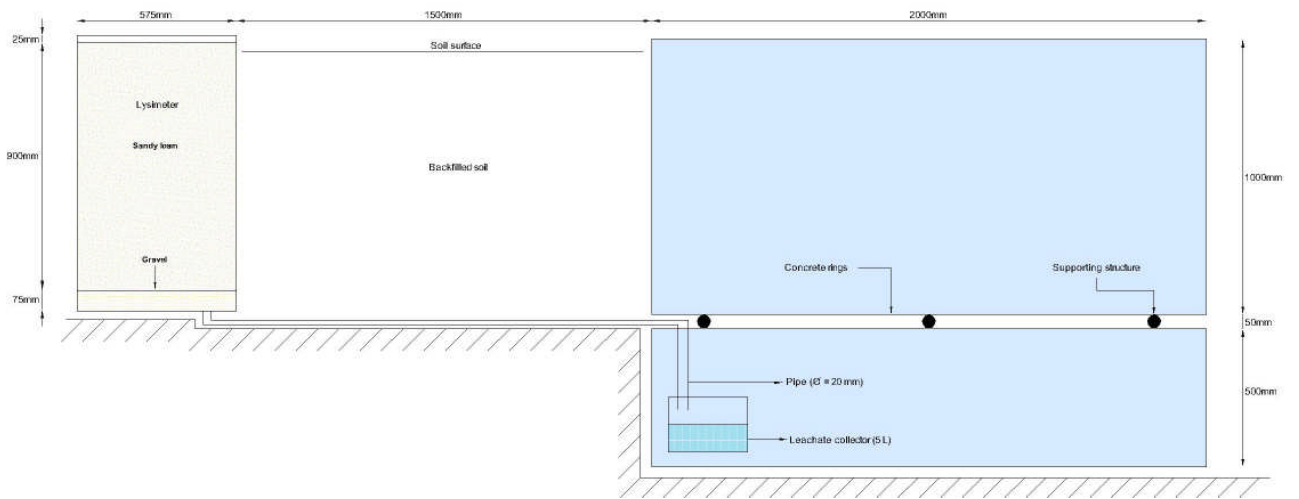 575mm
1500mm
2000mm
25mm
Soil surface
Lysimeter
Sandy loam
900mm
Backfilled soil
1000mm
Gravel
Concrete rings
Supporting structure
75mm
50mm
Pipe (Ø = 20 mm)
500mm
Leachate collector (5 L)